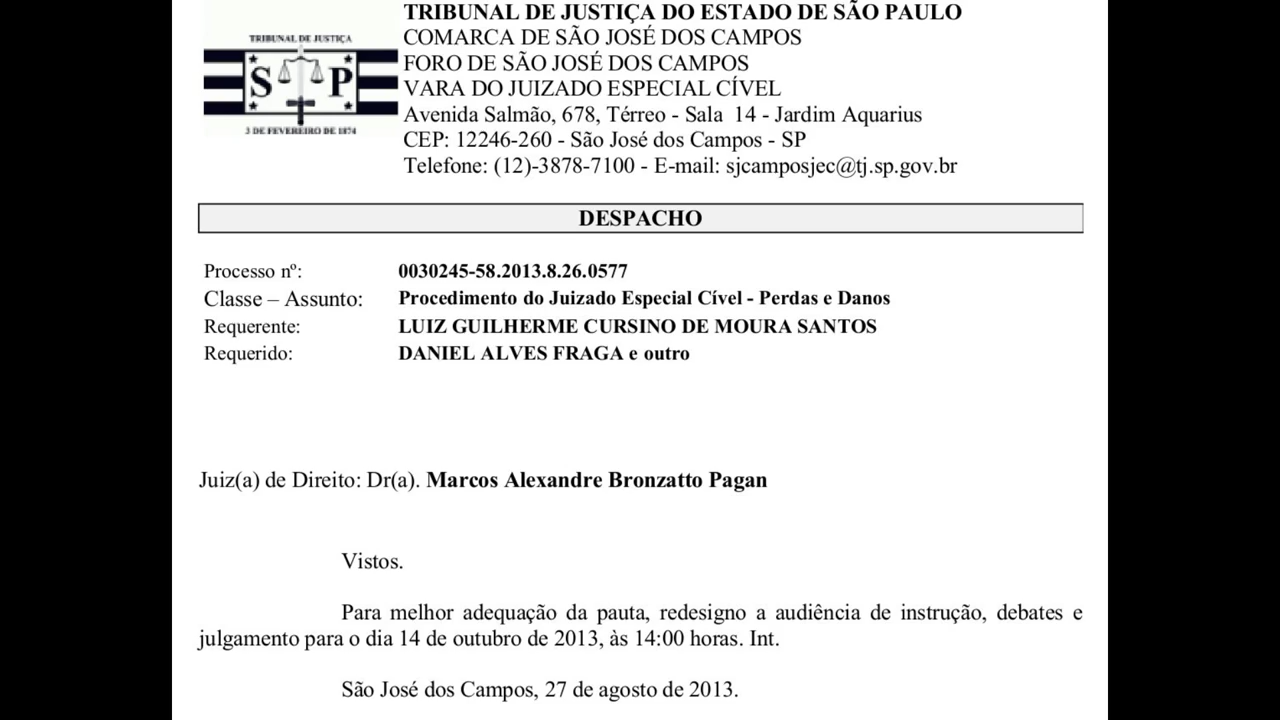 TRIBUNAL DE JUSTIÇA DO ESTADO DE SÃO PAULO
TRIBUNAL DE JUSTIÇA
S P
3 DE FEVEREIRO DE 1874
COMARCA DE SÃO JOSÉ DOS CAMPOS
FORO DE SÃO JOSÉ DOS CAMPOS
VARA DO JUIZADO ESPECIAL CÍVEL
Avenida Salmão, 678, Térreo - Sala 14 - Jardim Aquarius
CEP: 12246-260 - São José dos Campos - SP
Telefone: (12)-3878-7100 - E-mail: sjcamposjec@tj.sp.gov.br
DESPACHO
Processo nº: 0030245-58.2013.8.26.0577
Classe – Assunto: Procedimento do Juizado Especial Cível - Perdas e Danos
Requerente: LUIZ GUILHERME CURSINO DE MOURA SANTOS
Requerido: DANIEL ALVES FRAGA e outro
Juiz(a) de Direito: Dr(a). Marcos Alexandre Bronzatto Pagan
Vistos.
Para melhor adequação da pauta, redesigno a audiência de instrução, debates e
julgamento para o dia 14 de outubro de 2013, às 14:00 horas. Int.
São José dos Campos, 27 de agosto de 2013.